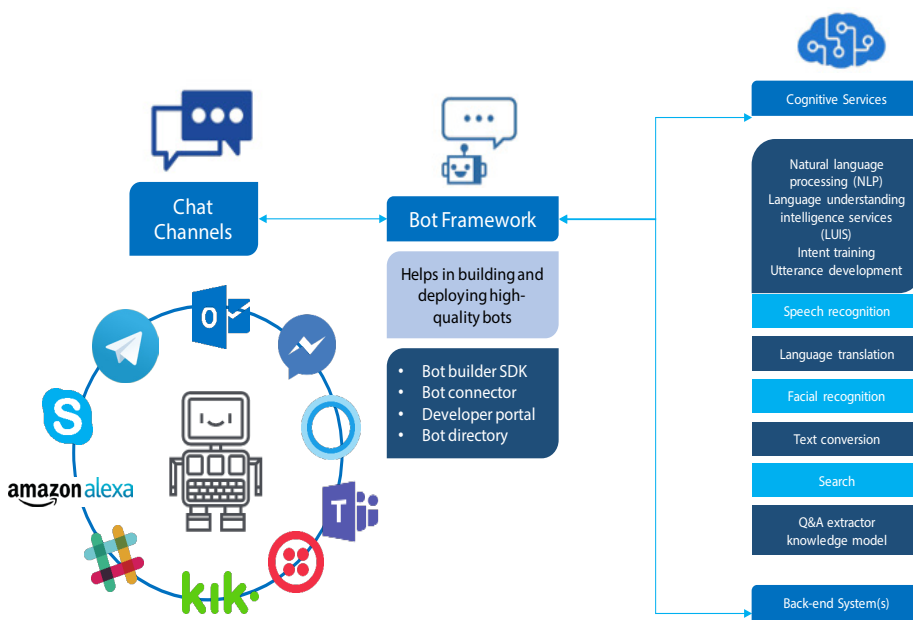 Chat
Channels
Bot Framework
Helps in building and
deploying high-
quality bots
• Bot builder SDK
• Bot connector
• Developer portal
• Bot directory
amazon alexa
kik
Cognitive Services
Natural language
processing (NLP)
Language understanding
intelligence services
(LUIS)
Intent training
Utterance development
Speech recognition
Language translation
Facial recognition
Text conversion
Search
Q&A extractor
knowledge model
Back-end System(s)